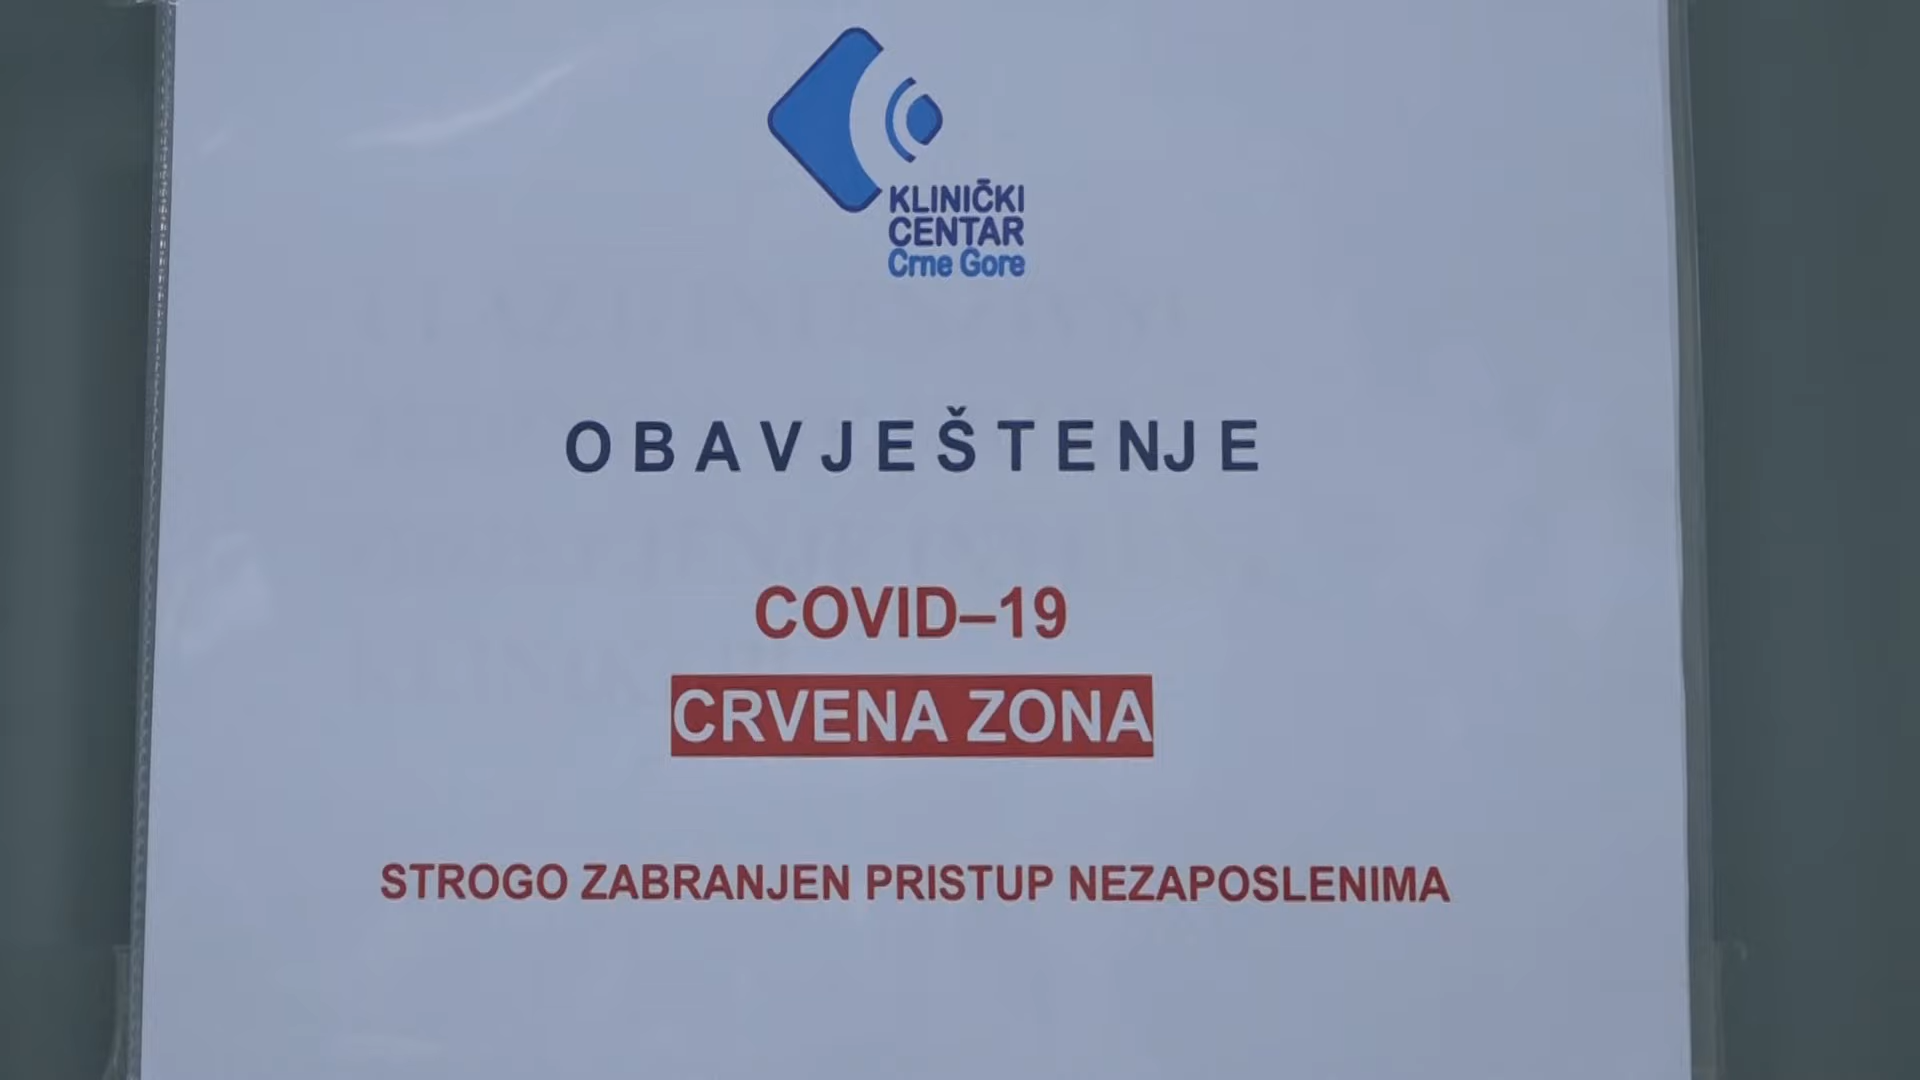 KLINIČKI
CENTAR
Crne Gore
OBAVJEŠTENJE
COVID–19
CRVENA ZONA
STROGO ZABRANJEN PRISTUP NEZAPOSLENIMA